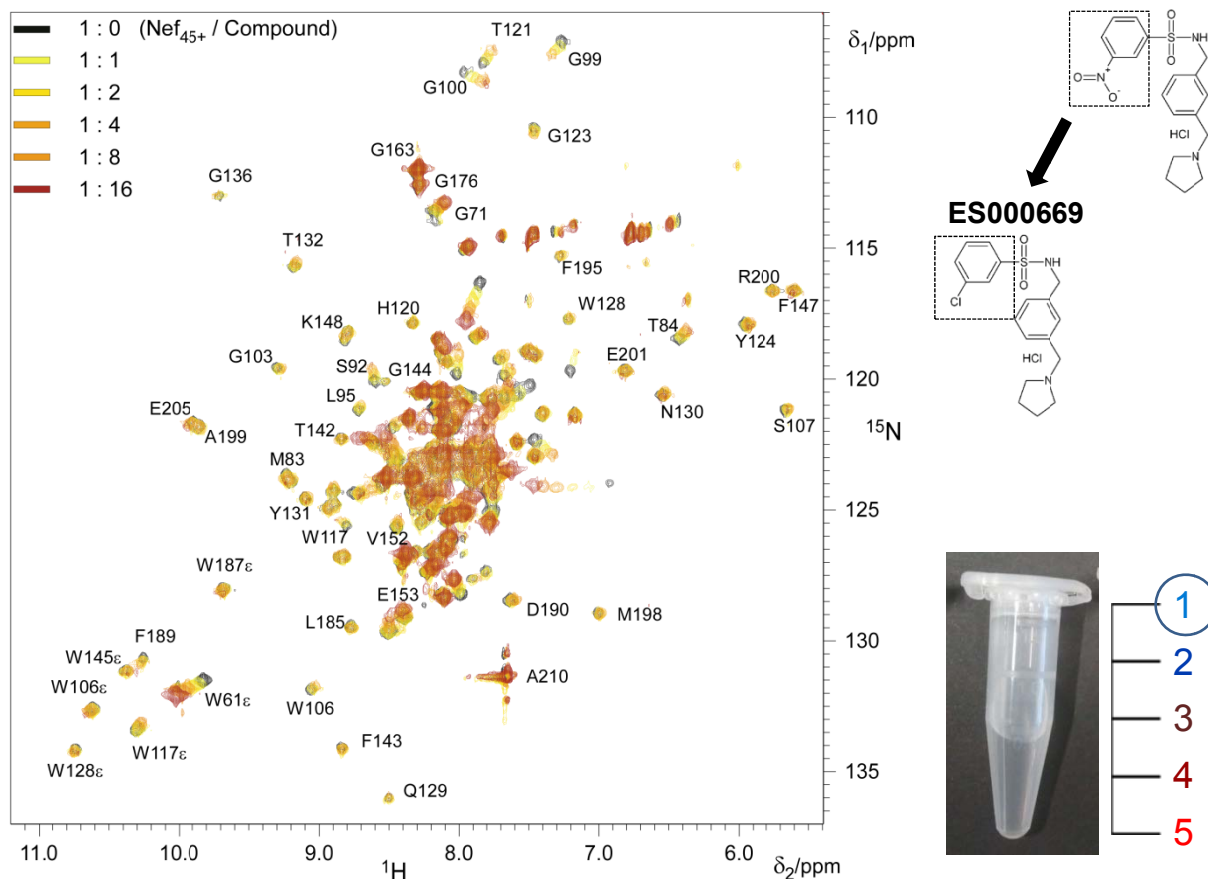 1 : 0 (Nef45+ / Compound)
1 : 1
1 : 2
1 : 4
1 : 8
1 : 16
T121
G99
G100
G123
G163
G176
G71
G136
T132
F195
R200
F147
W128
H120
K148
T84
Y124
G103
S92
G144
E201
L95
N130
S107
E205
A199
T142
M83
Y131
W117
V152
W187ε
E153
D190
M198
L185
F189
W145ε
W106ε
W61ε
W106
A210
W117ε
F143
W128ε
Q129
δ1/ppm
110
115
120
15N
125
130
135
11.0 10.0 9.0 8.0 7.0 6.0
1H
δ2/ppm
O
S NH
O
O N+
O-
HCl
N
ES000669
O
S NH
O
Cl
HCl
N
1
2
3
4
5